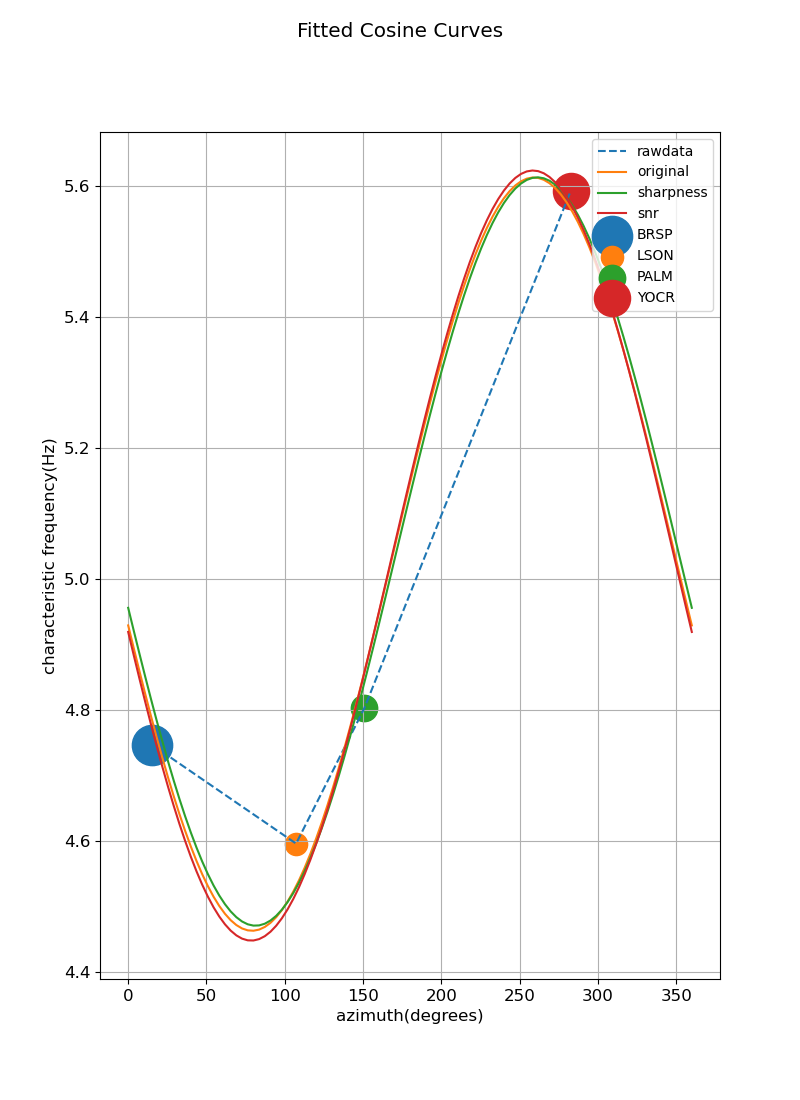 Fitted Cosine Curves
rawdata
original
sharpness
snr
BRSP
LSON
PALM
YOCR
5.6
5.4
5.2
5.0
4.8
4.6
4.4
characteristic frequency(Hz)
0 50 100 150 200 250 300 350
azimuth(degrees)